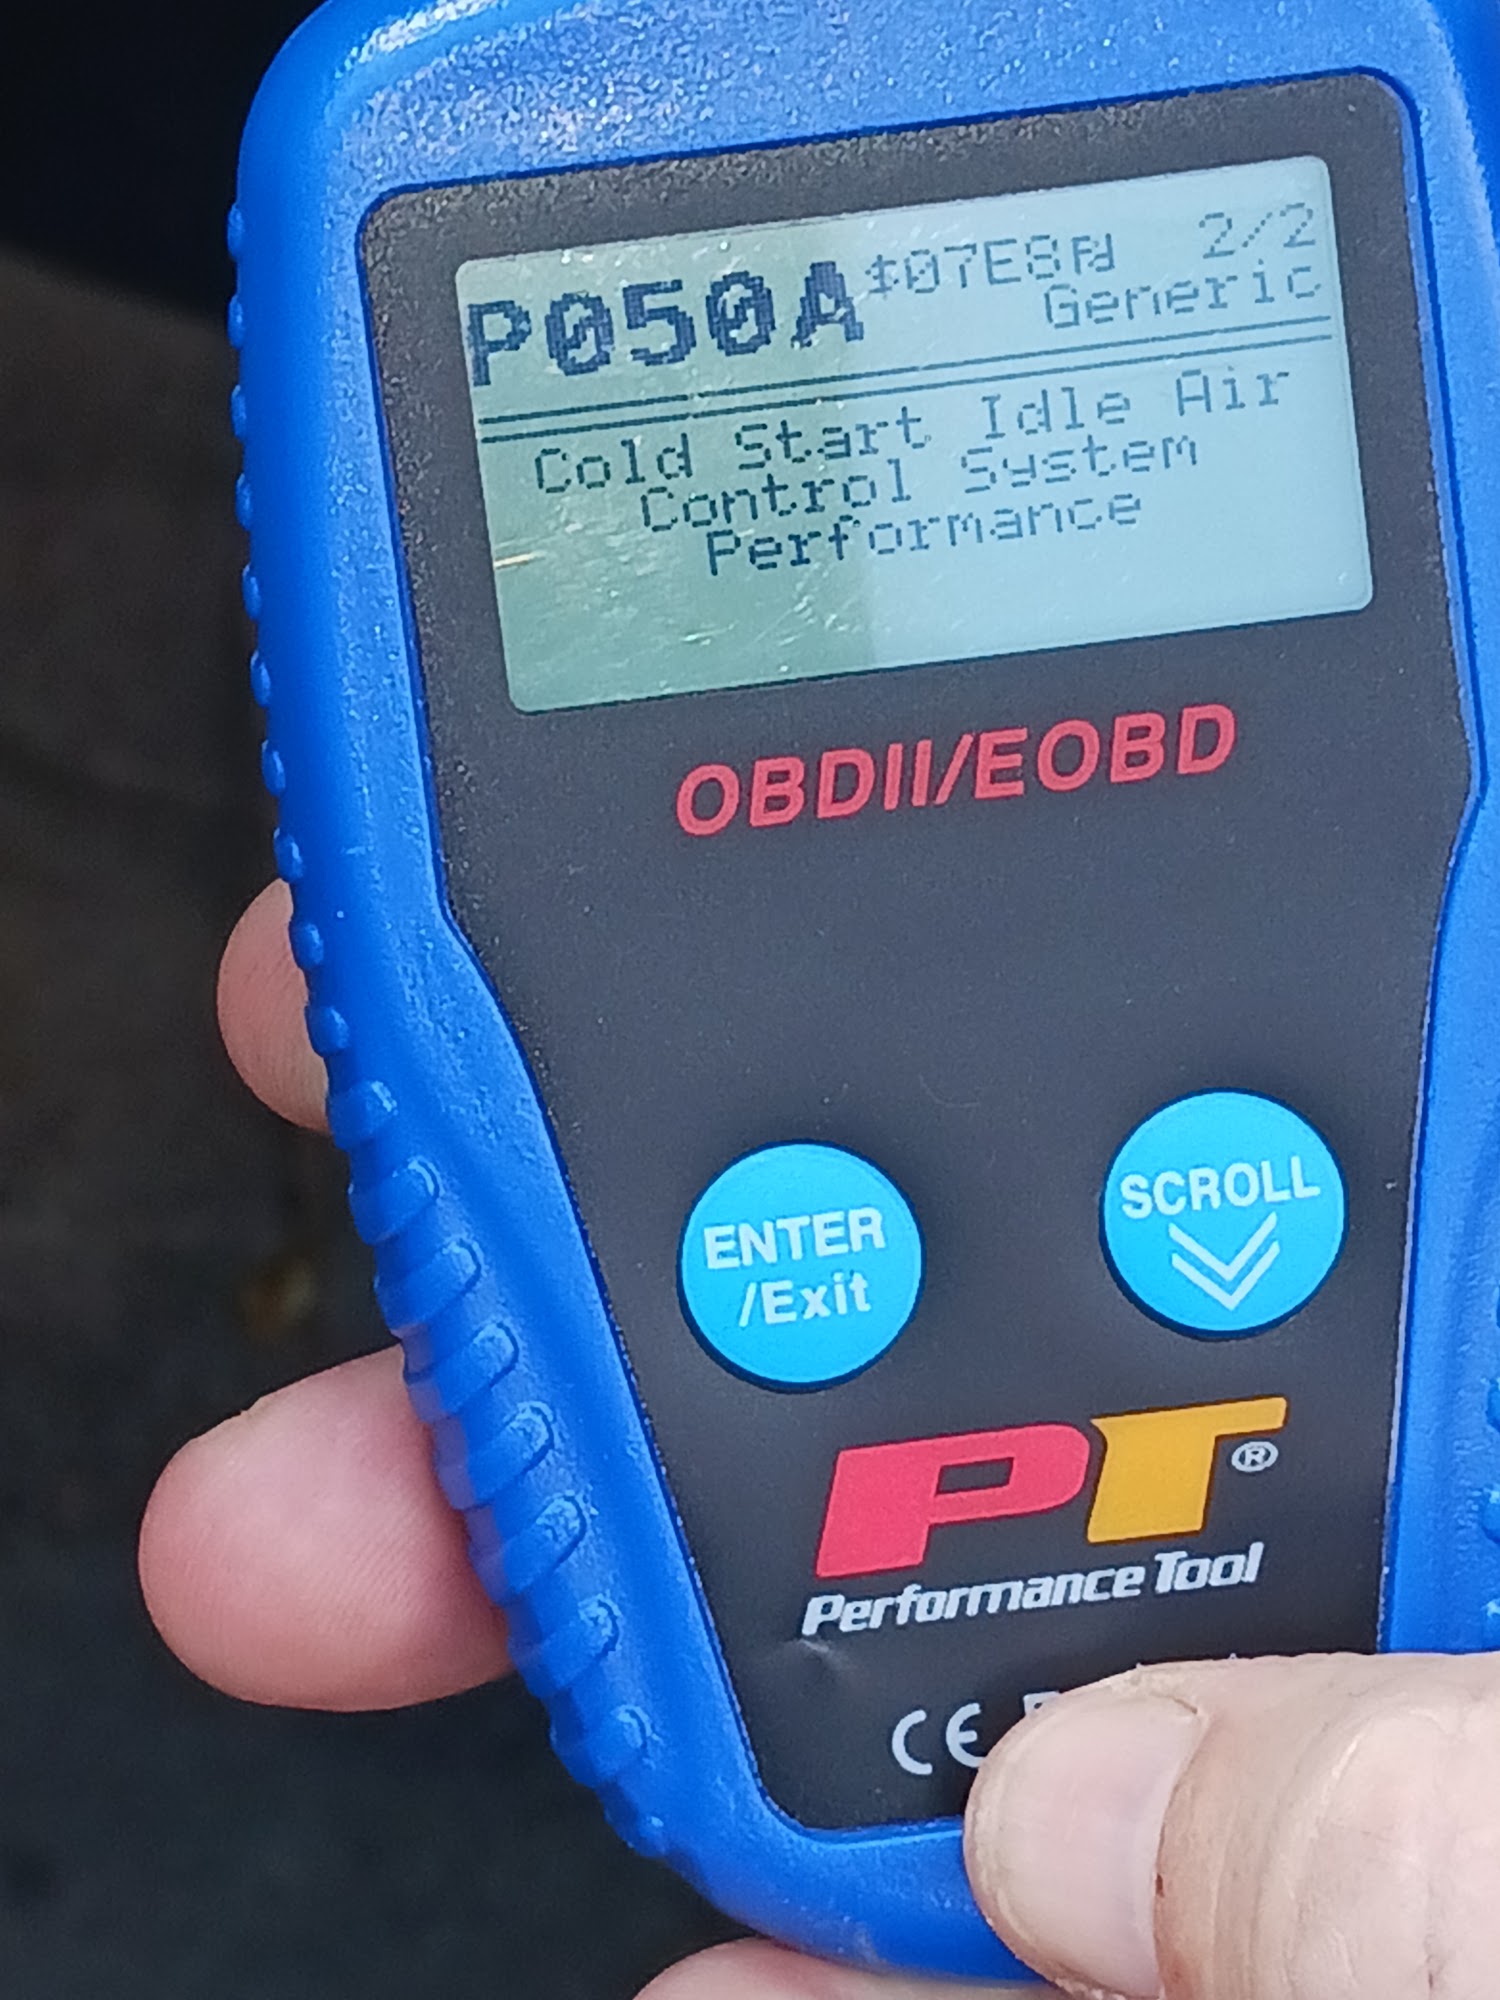 P050A $07E8 2/2
Generic
Cold Start Idle Air
Control System
Performance
OBDII/EOBD
ENTER
/Exit
SCROLL
PT®
Performance Tool
CE